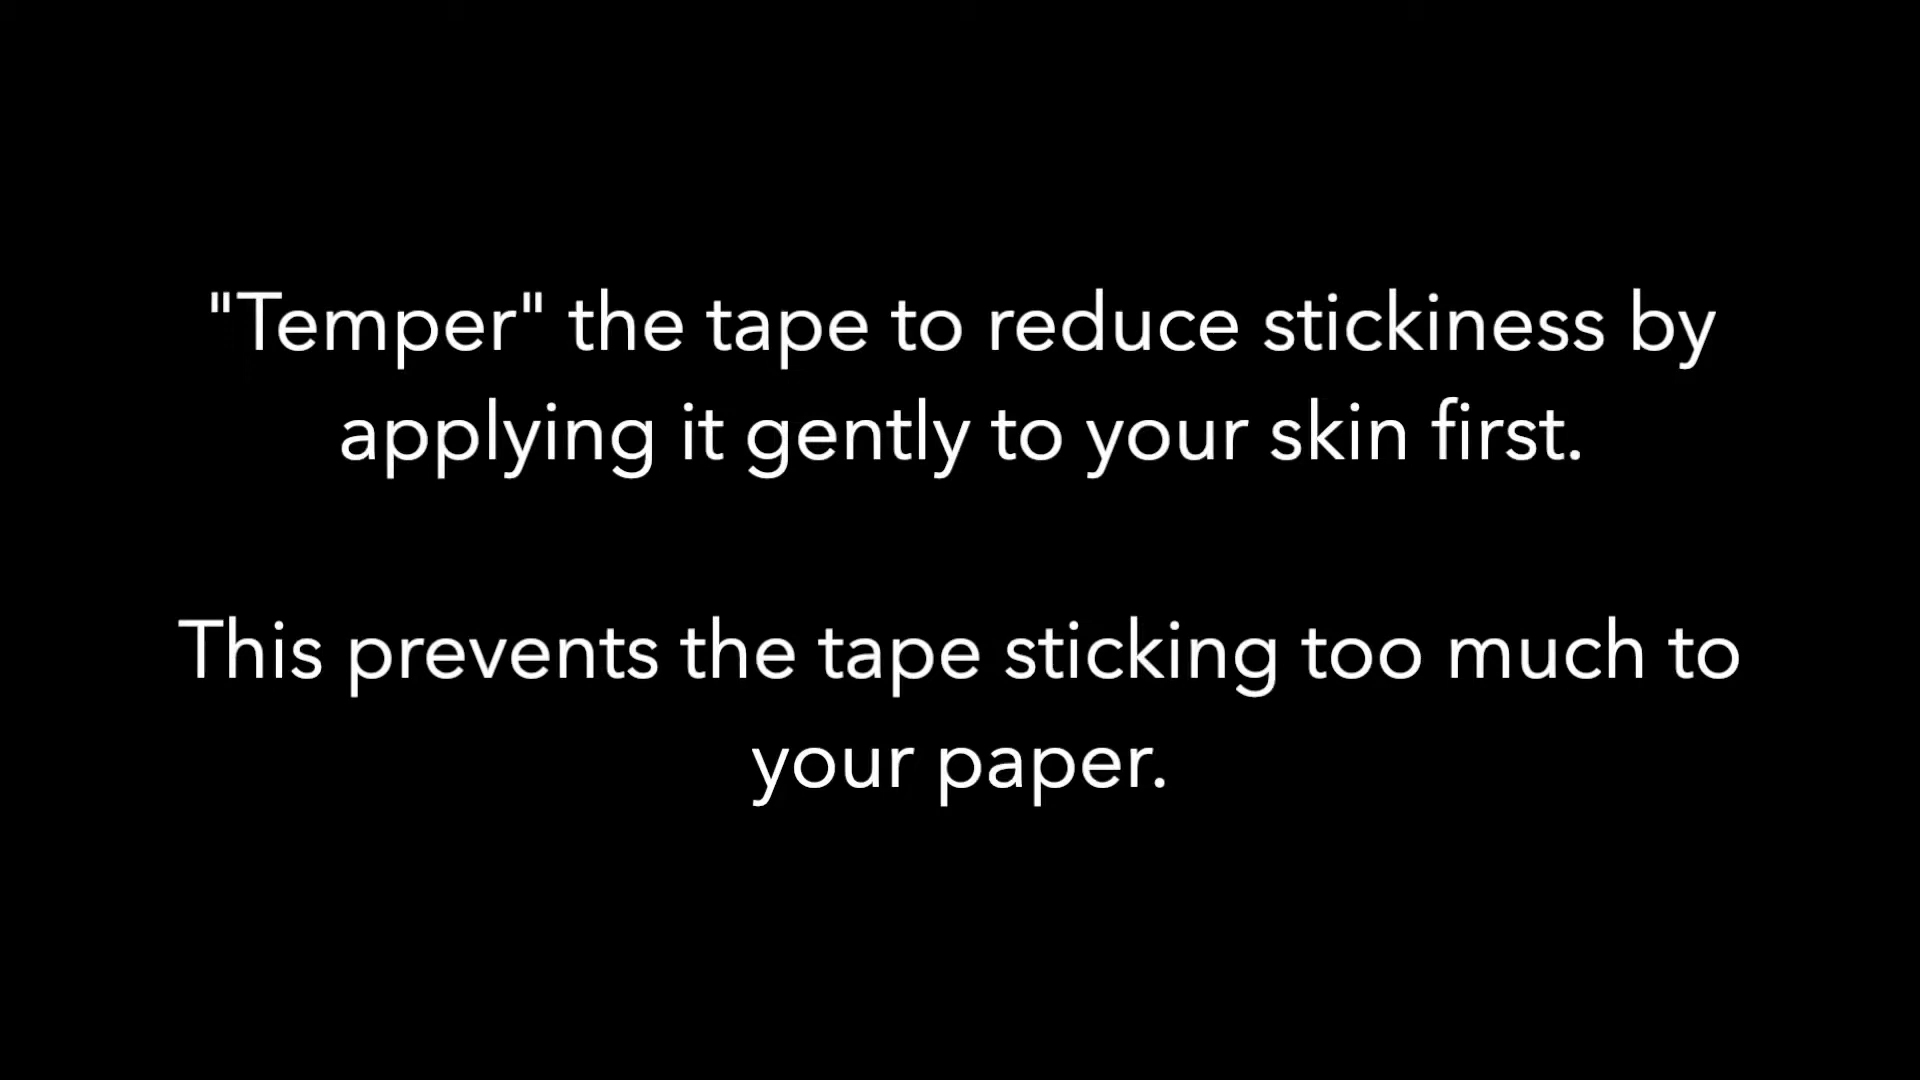 "Temper" the tape to reduce stickiness by
applying it gently to your skin first.
This prevents the tape sticking too much to
your paper.